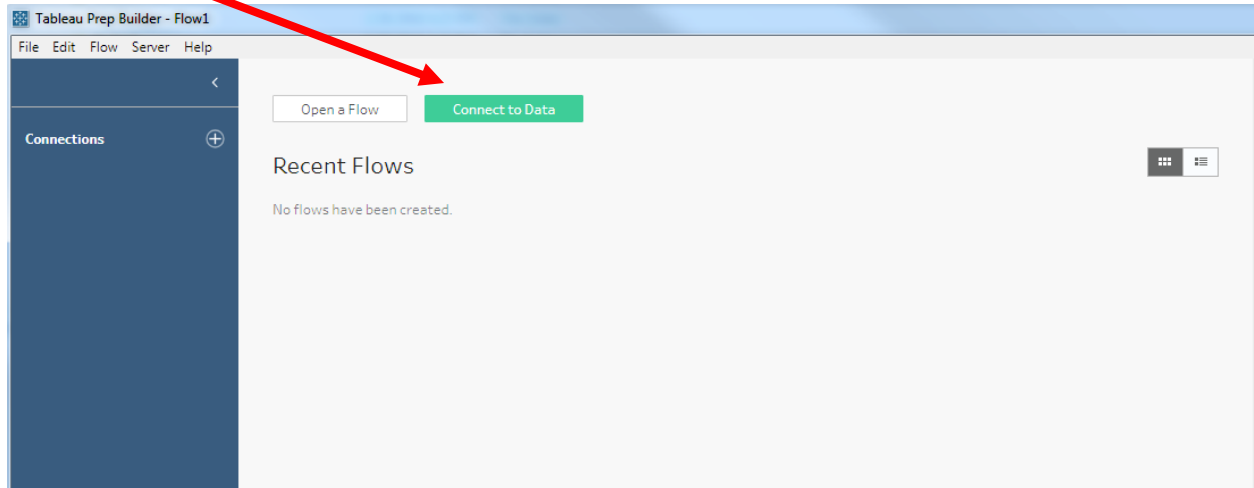 Tableau Prep Builder - Flow1
File Edit Flow Server Help
Open a Flow Connect to Data
Connections
Recent Flows
No flows have been created.